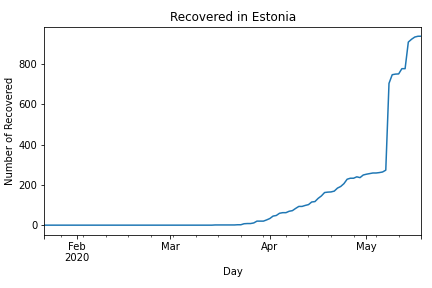 Recovered in Estonia
Number of Recovered
800
600
400
200
0
Feb
2020
Mar
Apr
May
Day